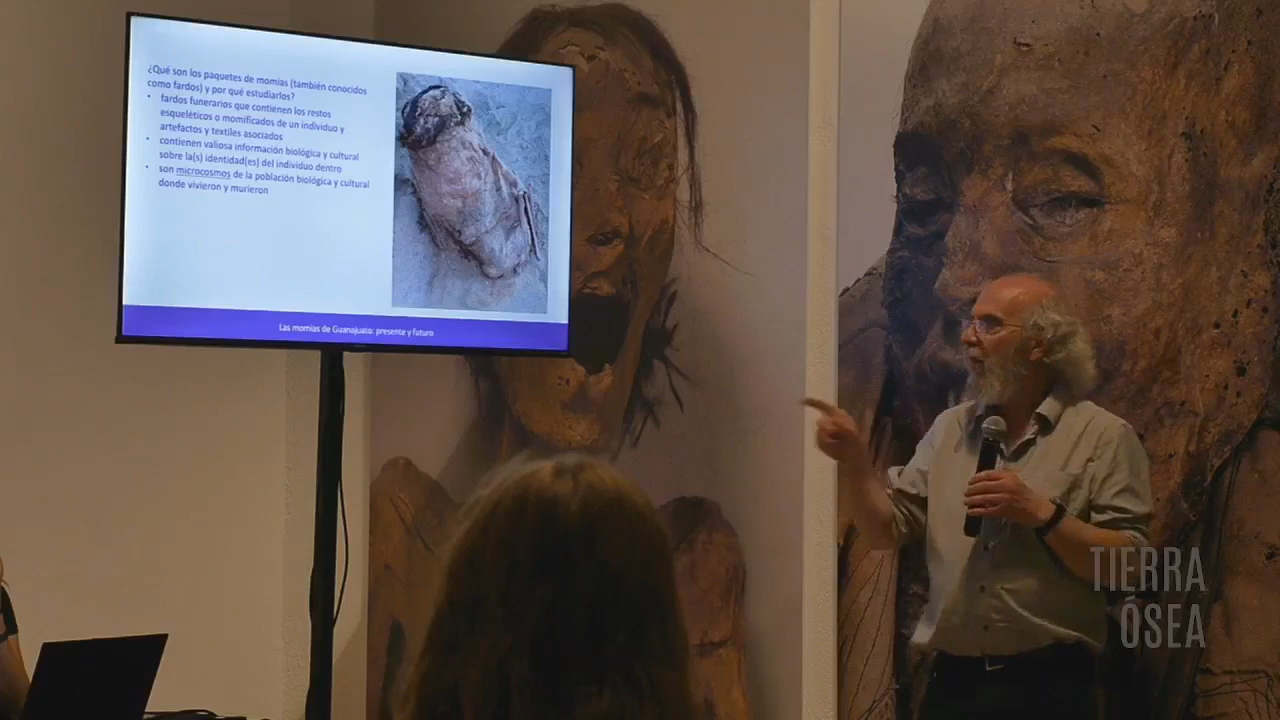 ¿Qué son los paquetes de momias (también conocidos
como fardos) y por qué estudiarlos?
• fardos funerarios que contienen los restos
esqueléticos o momificados de un individuo y
artefactos y textiles asociados
• contienen valiosa información biológica y cultural
sobre la(s) identidad(es) del individuo dentro
• son microcosmos de la población biológica y cultural
donde vivieron y murieron
Las momias de Guanajuato: presente y futuro
TIERRA
ÓSEA